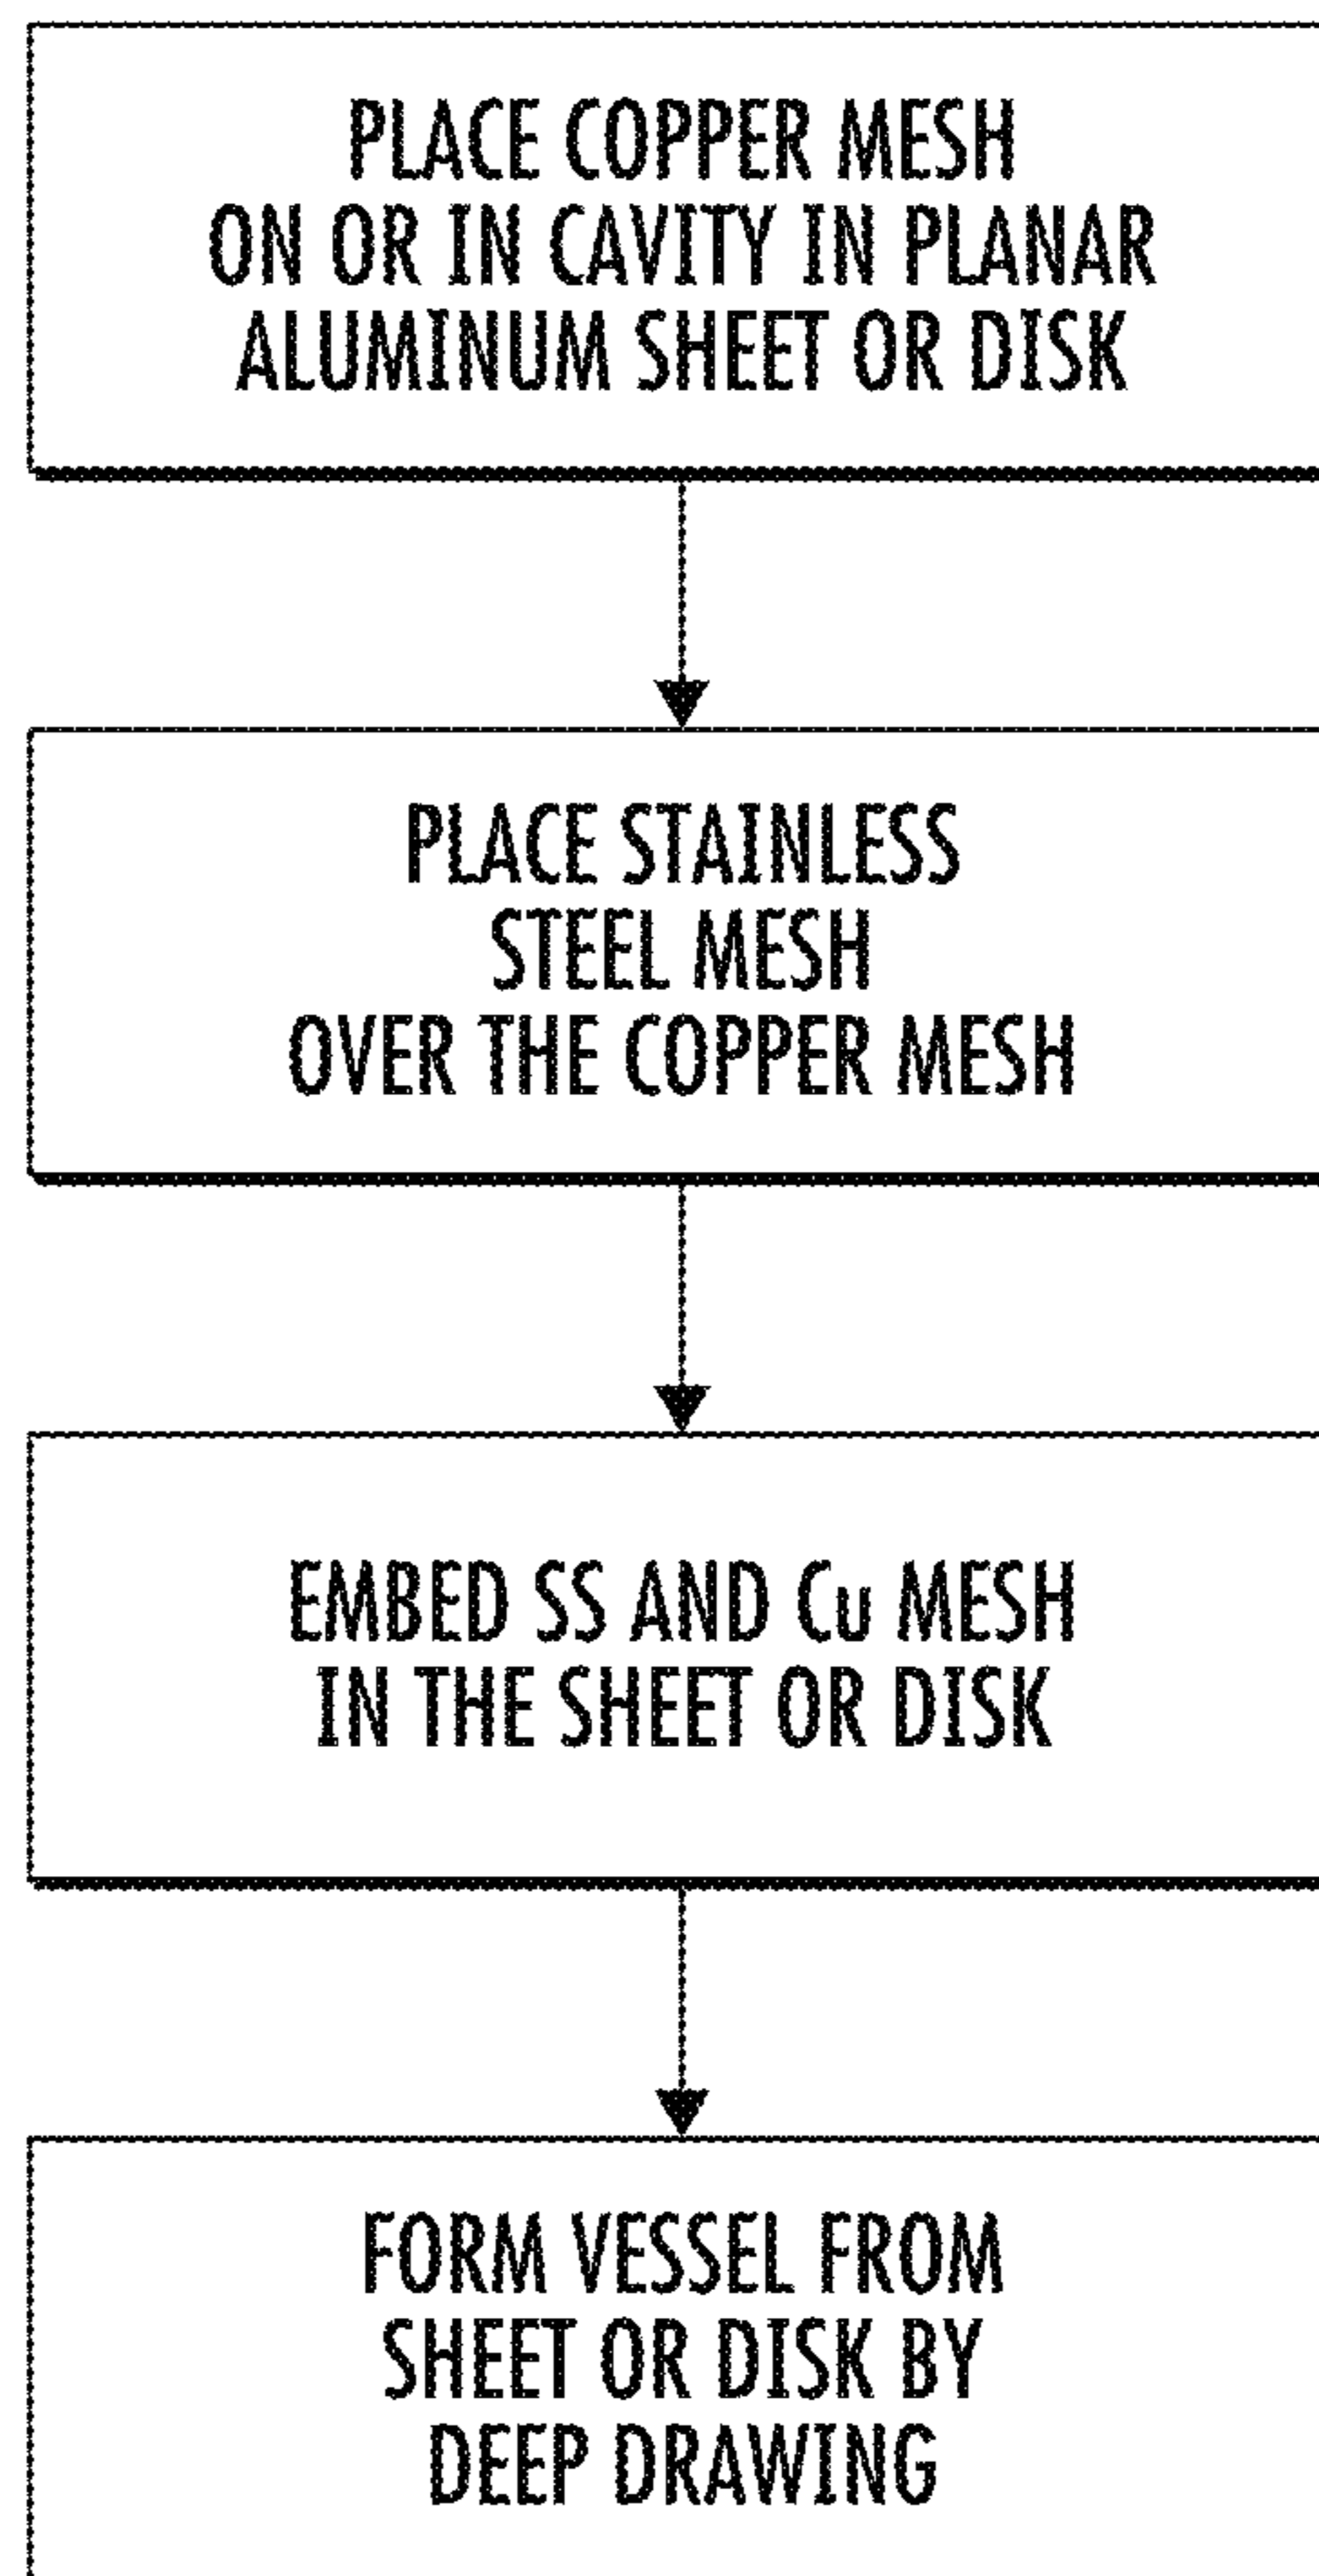 PLACE COPPER MESH
ON OR IN CAVITY IN PLANAR
ALUMINUM SHEET OR DISK
PLACE STAINLESS
STEEL MESH
OVER THE COPPER MESH
EMBED SS AND Cu MESH
IN THE SHEET OR DISK
FORM VESSEL FROM
SHEET OR DISK BY
DEEP DRAWING